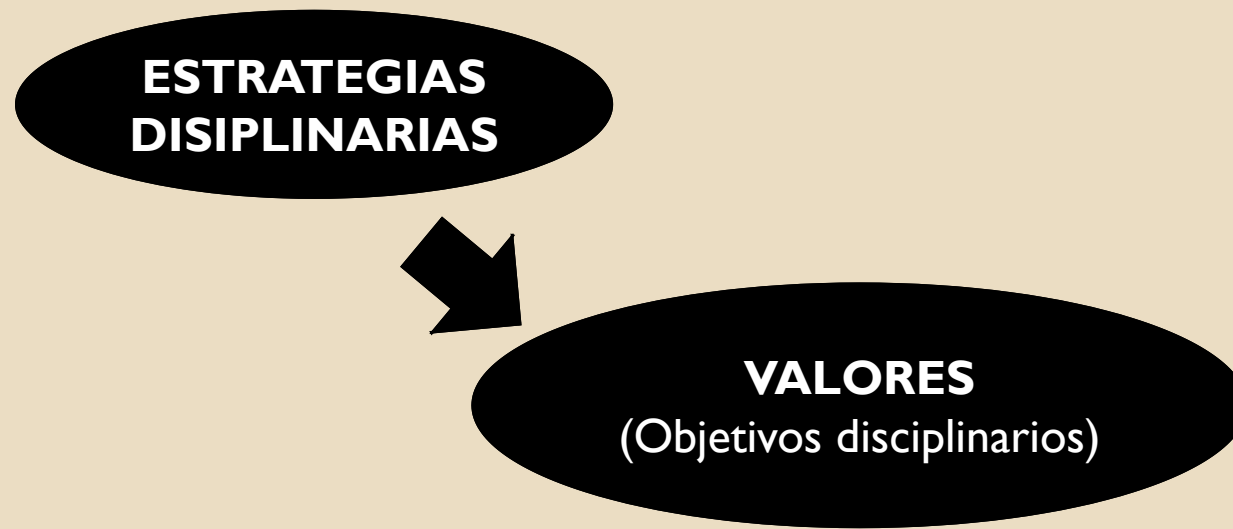 ESTRATEGIAS
DISIPLINARIAS
VALORES
(Objetivos disciplinarios)